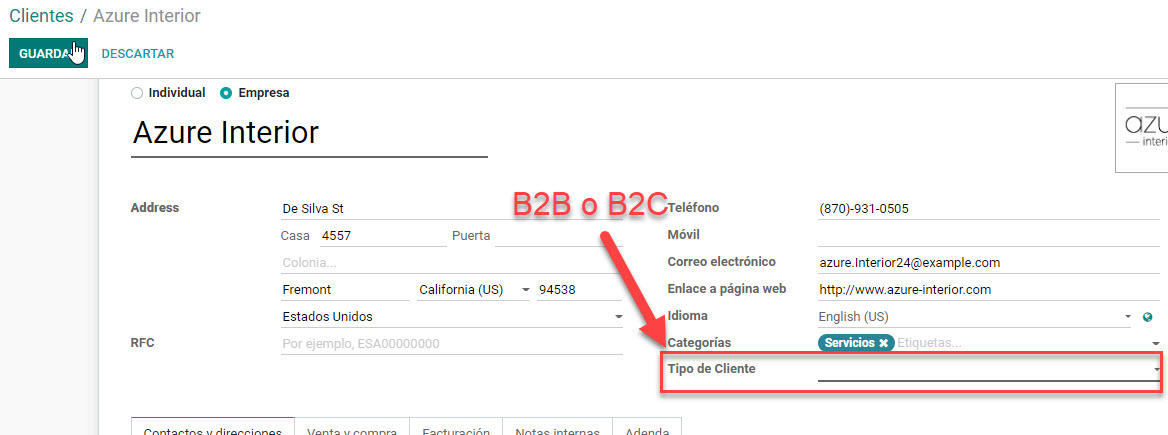 Clientes / Azure Interior
GUARDA DESCARTAR
Individual Empresa
Azure Interior
azur
interi
B2B o B2C
Address De Silva St Teléfono (870)-931-0505
Casa 4557 Puerta Móvil
Colonia... Correo electrónico azure.Interior24@example.com
Fremont California (US) 94538 Enlace a página web http://www.azure-interior.com
Estados Unidos Idioma English (US)
RFC Por ejemplo, ESA00000000 Categorías Servicios × Etiquetas...
Tipo de Cliente
Contactos y direcciones Venta y compra Facturación Notas internas Adenda